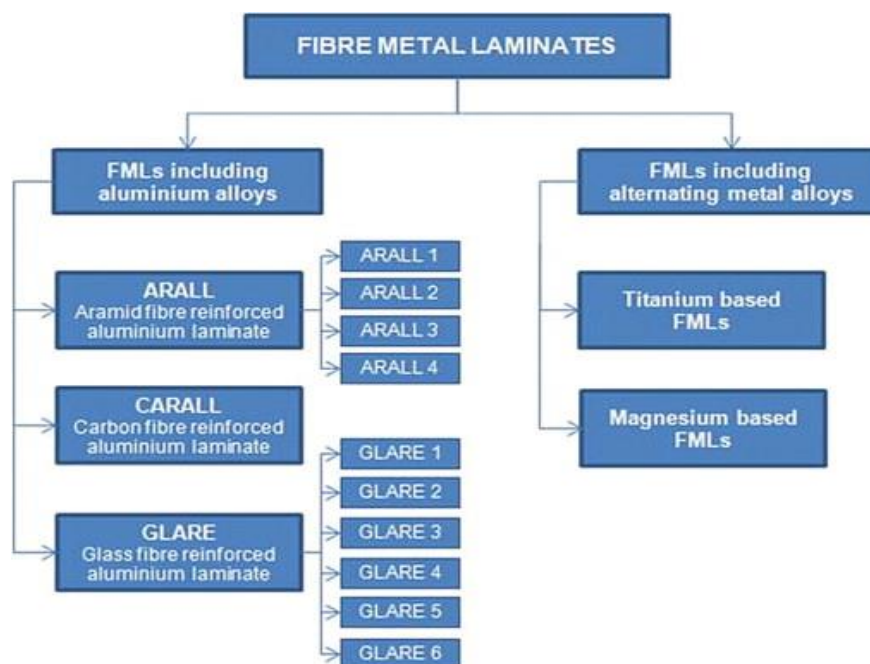 FIBRE METAL LAMINATES
FMLs including
aluminium alloys
FMLs including
alternating metal alloys
ARALL
Aramid fibre reinforced
aluminium laminate
ARALL 1
ARALL 2
ARALL 3
ARALL 4
CARALL
Carbon fibre reinforced
aluminium laminate
GLARE
Glass fibre reinforced
aluminium laminate
GLARE 1
GLARE 2
GLARE 3
GLARE 4
GLARE 5
GLARE 6
Titanium based
FMLs
Magnesium based
FMLs